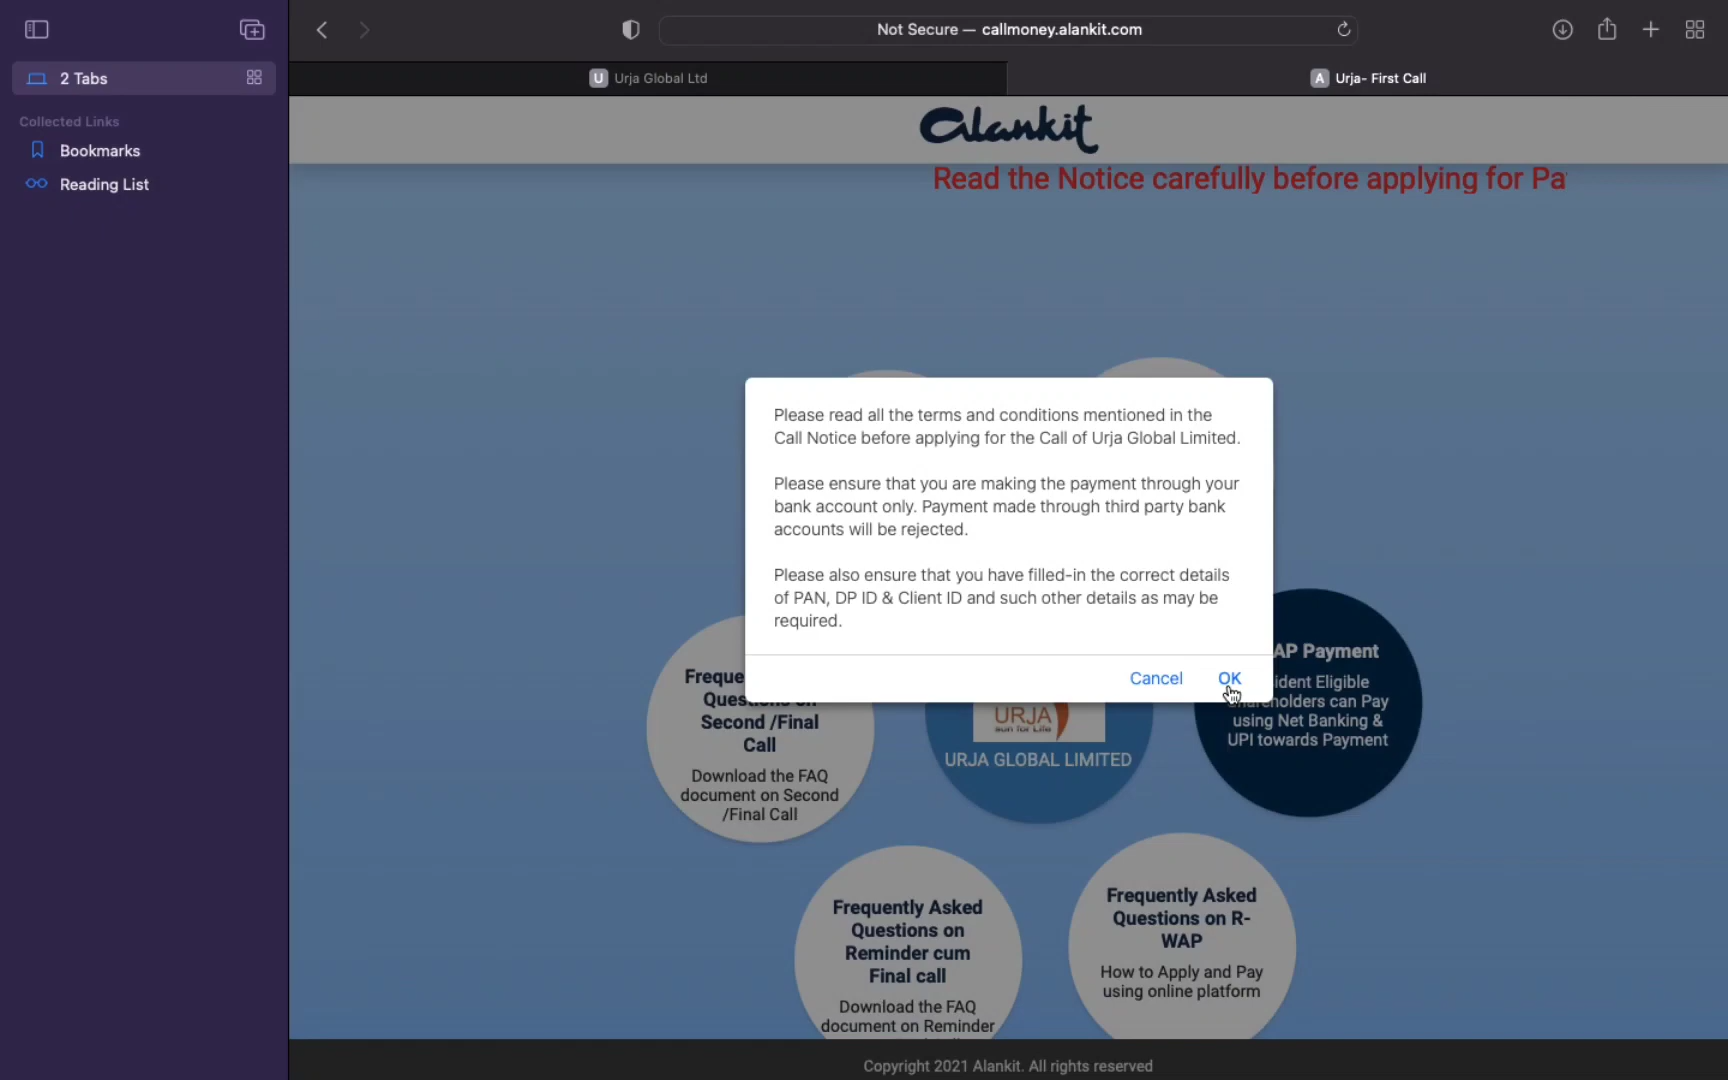 2 Tabs
Collected Links
Bookmarks
Reading List
Not Secure — callmoney.alankit.com
U Urja Global Ltd
A Urja- First Call
Alankit
Read the Notice carefully before applying for Pa
Please read all the terms and conditions mentioned in the
Call Notice before applying for the Call of Urja Global Limited.
Please ensure that you are making the payment through your
bank account only. Payment made through third party bank
accounts will be rejected.
Please also ensure that you have filled-in the correct details
of PAN, DP ID & Client ID and such other details as may be
required.
Cancel OK
Second /Final
Call
Download the FAQ
document on Second
/Final Call
URJA
sun for Life
URJA GLOBAL LIMITED
AP Payment
ident Eligible
holders can Pay
using Net Banking &
UPI towards Payment
Frequently Asked
Questions on
Reminder cum
Final call
Download the FAQ
document on Reminder
Frequently Asked
Questions on R-
WAP
How to Apply and Pay
using online platform
Copyright 2021 Alankit. All rights reserved